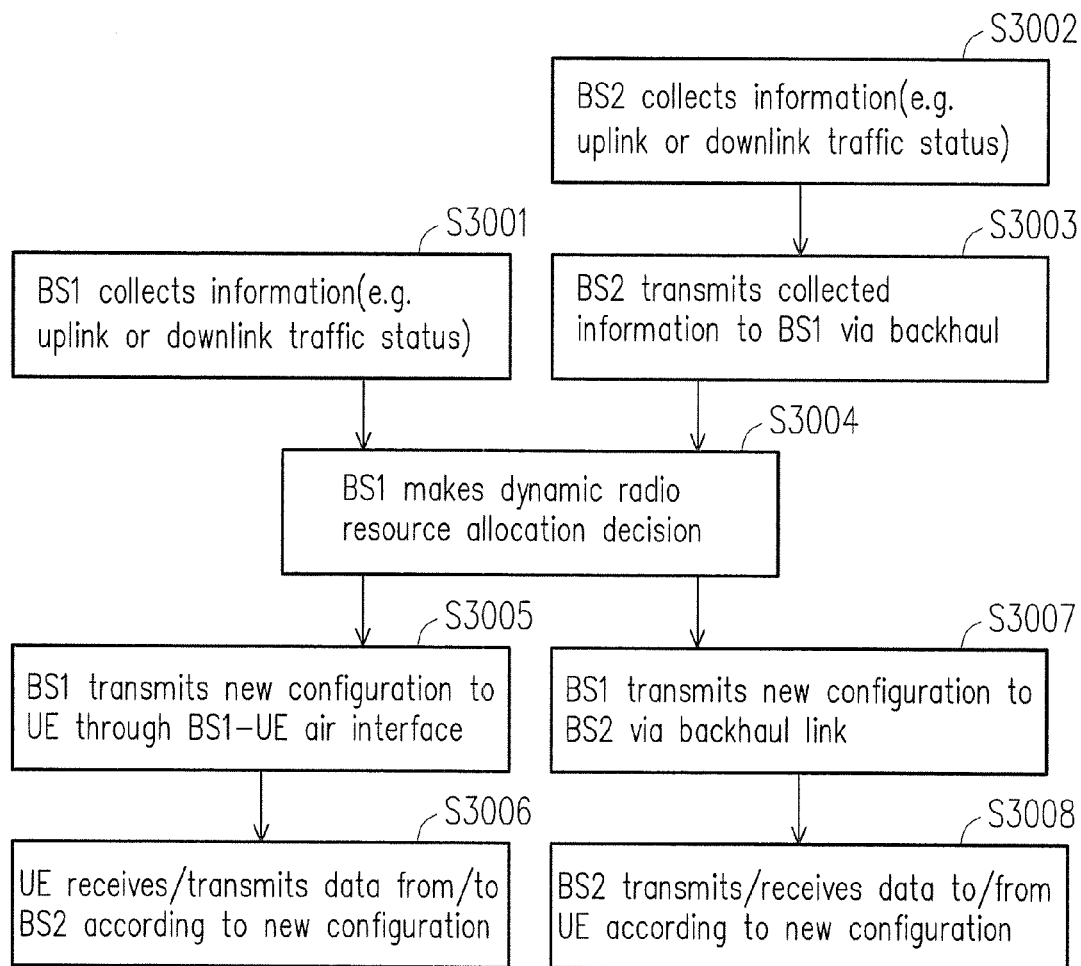 S3002
BS2 collects information(e.g.
uplink or downlink traffic status)
S3001
BS1 collects information(e.g.
uplink or downlink traffic status)
S3003
BS2 transmits collected
information to BS1 via backhaul
S3004
BS1 makes dynamic radio
resource allocation decision
S3005
BS1 transmits new configuration to
UE through BS1-UE air interface
S3007
BS1 transmits new configuration to
BS2 via backhaul link
S3006
UE receives/transmits data from/to
BS2 according to new configuration
S3008
BS2 transmits/receives data to/from
UE according to new configuration